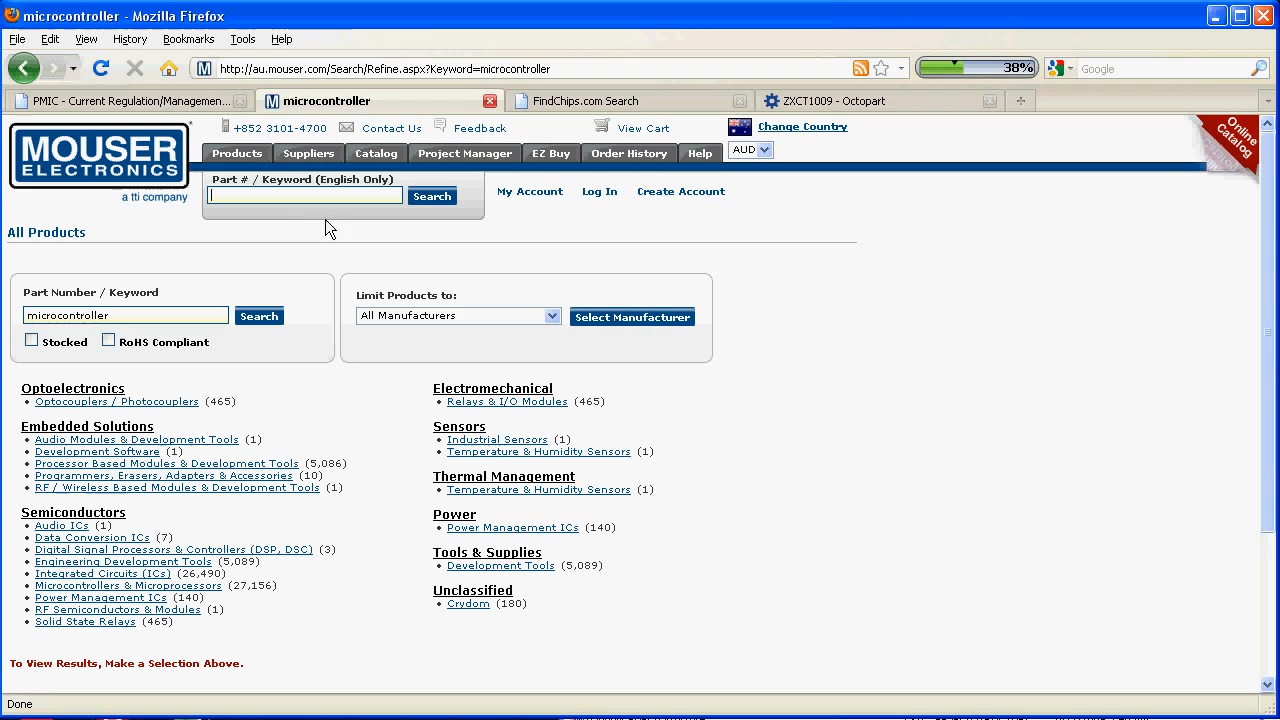 microcontroller - Mozilla Firefox
File Edit View History Bookmarks Tools Help
http://au.mouser.com/Search/Refine.aspx?Keyword=microcontroller
38%
Google
PMIC - Current Regulation/Managemen...
microcontroller
FindChips.com Search
ZXCT1009 - Octopart
MOUSER
ELECTRONICS
a tti company
+852 3101-4700 Contact Us Feedback View Cart Change Country
Products Suppliers Catalog Project Manager EZ Buy Order History Help AUD
Online Catalog
Part # / Keyword (English Only)
Search
My Account Log In Create Account
All Products
Part Number / Keyword
microcontroller Search
Stocked RoHS Compliant
Limit Products to:
All Manufacturers Select Manufacturer
Optoelectronics
Optocouplers / Photocouplers (465)
Embedded Solutions
Audio Modules & Development Tools (1)
Development Software (1)
Processor Based Modules & Development Tools (5,086)
Programmers, Erasers, Adapters & Accessories (10)
RF / Wireless Based Modules & Development Tools (1)
Semiconductors
Audio ICs (1)
Data Conversion ICs (7)
Digital Signal Processors & Controllers (DSP, DSC) (3)
Engineering Development Tools (5,089)
Integrated Circuits (ICs) (26,490)
Microcontrollers & Microprocessors (27,156)
Power Management ICs (140)
RF Semiconductors & Modules (1)
Solid State Relays (465)
Electromechanical
Relays & I/O Modules (465)
Sensors
Industrial Sensors (1)
Temperature & Humidity Sensors (1)
Thermal Management
Temperature & Humidity Sensors (1)
Power
Power Management ICs (140)
Tools & Supplies
Development Tools (5,089)
Unclassified
Crydom (180)
To View Results, Make a Selection Above.
Done